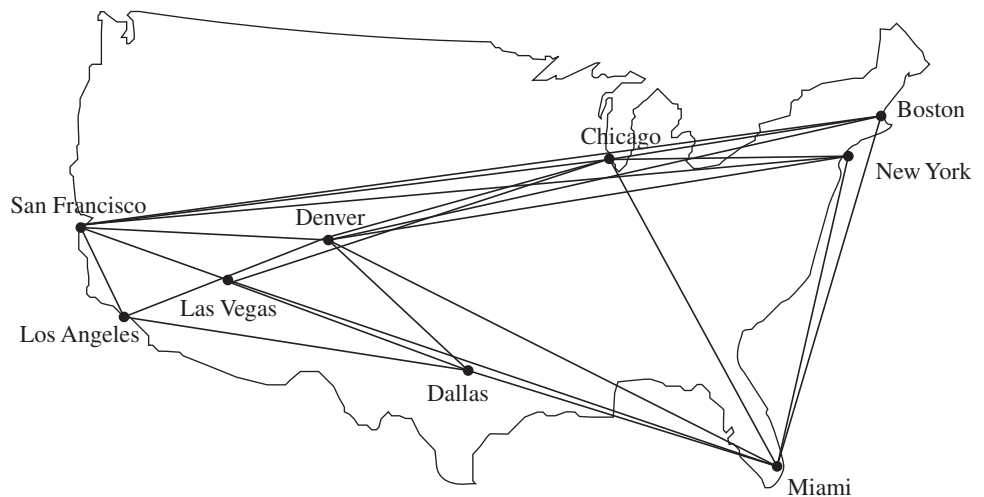 Boston
Chicago
New York
San Francisco
Denver
Las Vegas
Los Angeles
Dallas
Miami